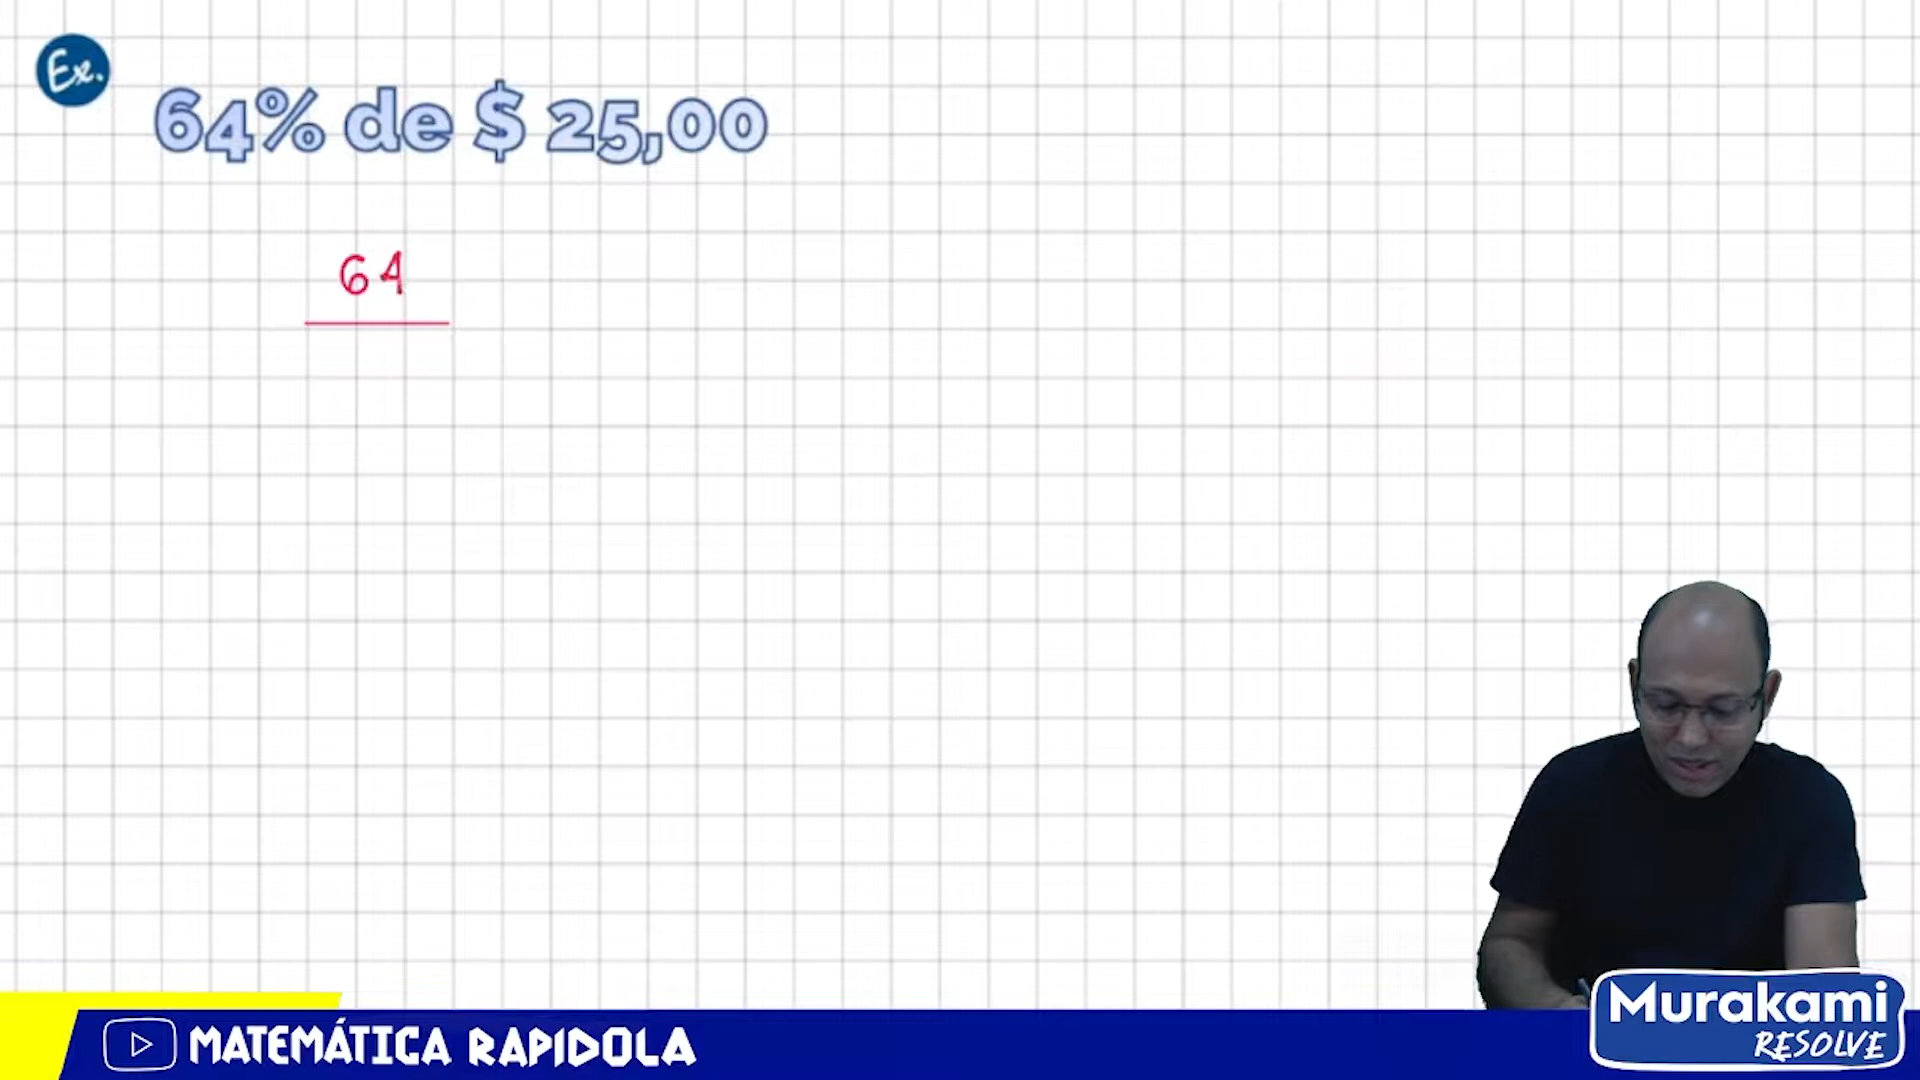 Ex.
64% de $ 25,00
64
MATEMÁTICA RAPIDOLA
Murakami
RESOLVE